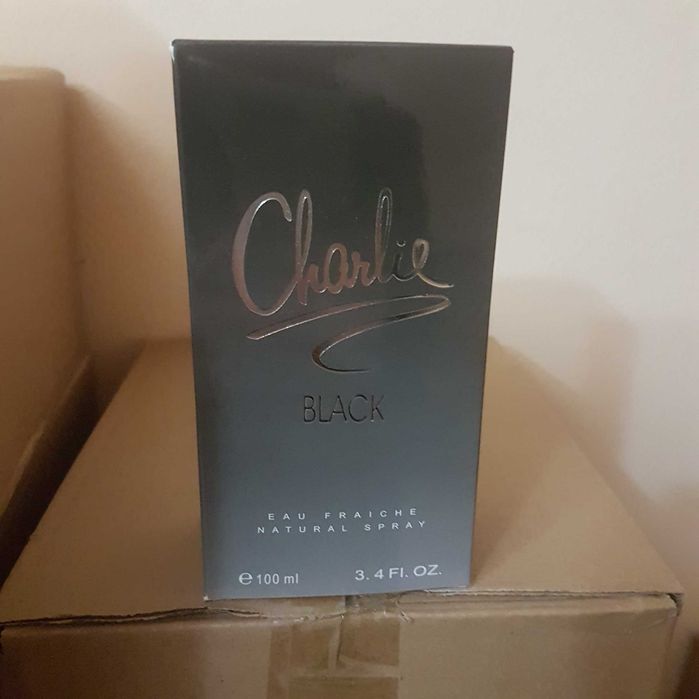 Charlie
BLACK
EAU FRAICHE
NATURAL SPRAY
℮ 100 ml 3.4 Fl. OZ.